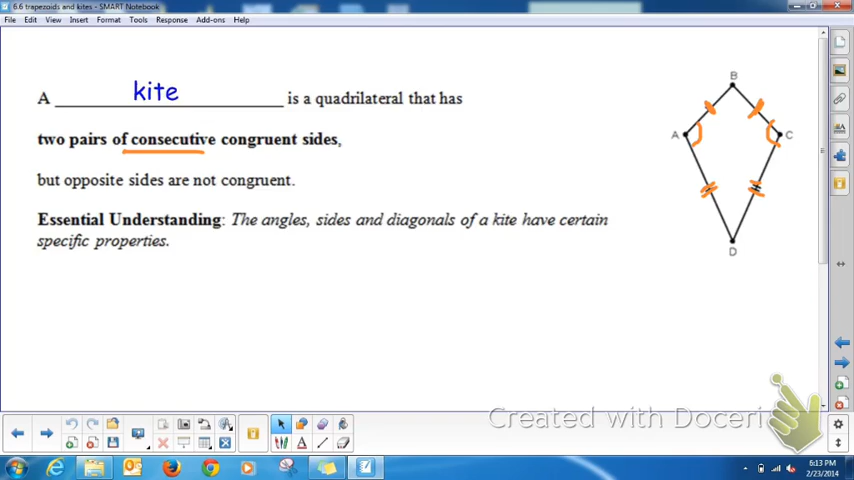 6.6 trapezoids and kites - SMART Notebook
File Edit View Insert Format Tools Response Add-ons Help
A kite is a quadrilateral that has
two pairs of consecutive congruent sides,
but opposite sides are not congruent.
Essential Understanding: The angles, sides and diagonals of a kite have certain
specific properties.
B
A
C
D
Created with Doceri
6:13 PM
2/23/2014